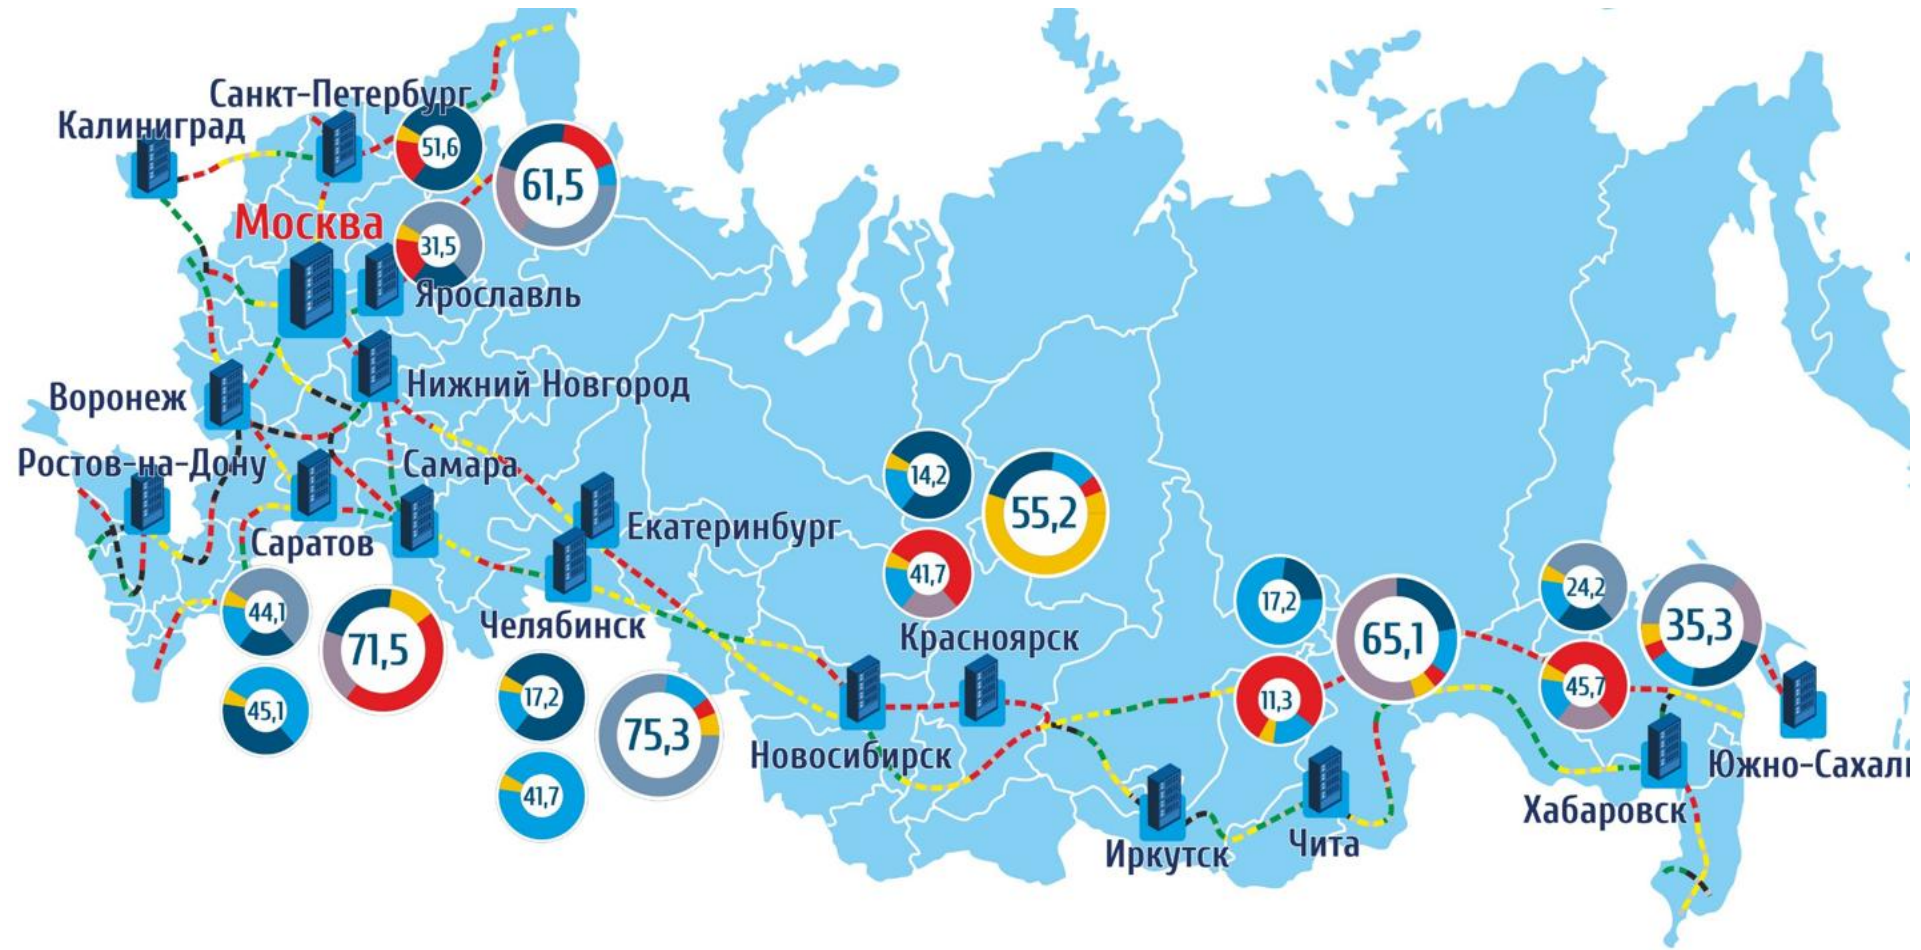 Санкт-Петербург
Калининград
51,6
61,5
Москва
31,5
Ярославль
Нижний Новгород
Воронеж
Ростов-на-Дону
Самара
14,2
55,2
Екатеринбург
Саратов
41,7
44,1
71,5
Челябинск
Красноярск
17,2
65,1
24,2
35,3
45,1
17,2
75,3
11,3
45,7
Новосибирск
Южно-Сахали
41,7
Хабаровск
Иркутск
Чита